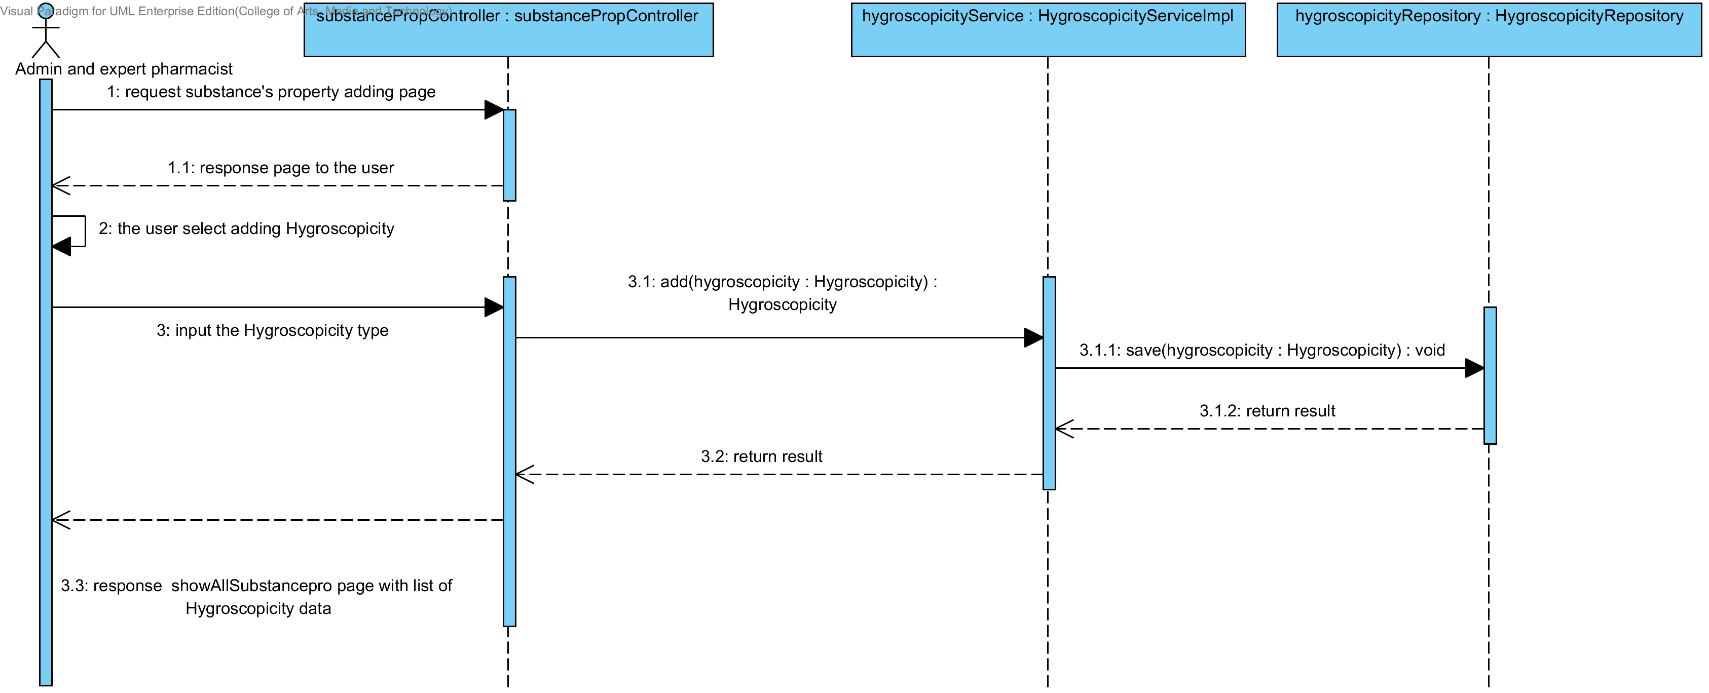 Visual Paradigm for UML Enterprise Edition(College of Arts, Media and Technology)
substancePropController : substancePropController
hygroscopicityService : HygroscopicityServiceImpl
hygroscopicityRepository : HygroscopicityRepository
Admin and expert pharmacist
1: request substance's property adding page
1.1: response page to the user
2: the user select adding Hygroscopicity
3.1: add(hygroscopicity : Hygroscopicity) :
Hygroscopicity
3: input the Hygroscopicity type
3.1.1: save(hygroscopicity : Hygroscopicity) : void
3.1.2: return result
3.2: return result
3.3: response  showAllSubstancepro page with list of
Hygroscopicity data